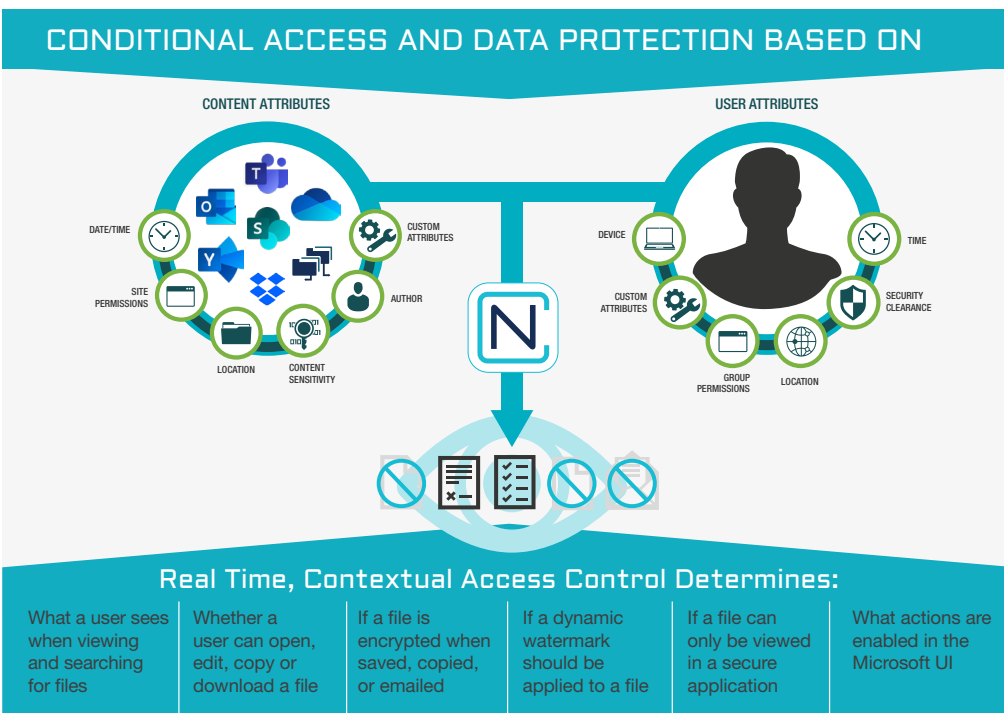 CONDITIONAL ACCESS AND DATA PROTECTION BASED ON
CONTENT ATTRIBUTES
T
O
S
Y
DATE/TIME
CUSTOM
ATTRIBUTES
SITE
PERMISSIONS
AUTHOR
LOCATION
CONTENT
SENSITIVITY
USER ATTRIBUTES
DEVICE
TIME
CUSTOM
ATTRIBUTES
SECURITY
CLEARANCE
GROUP
PERMISSIONS
LOCATION
N
Real Time, Contextual Access Control Determines:
What a user sees
when viewing
and searching
for files
Whether a
user can open,
edit, copy or
download a file
If a file is
encrypted when
saved, copied,
or emailed
If a dynamic
watermark
should be
applied to a file
If a file can
only be viewed
in a secure
application
What actions are
enabled in the
Microsoft UI